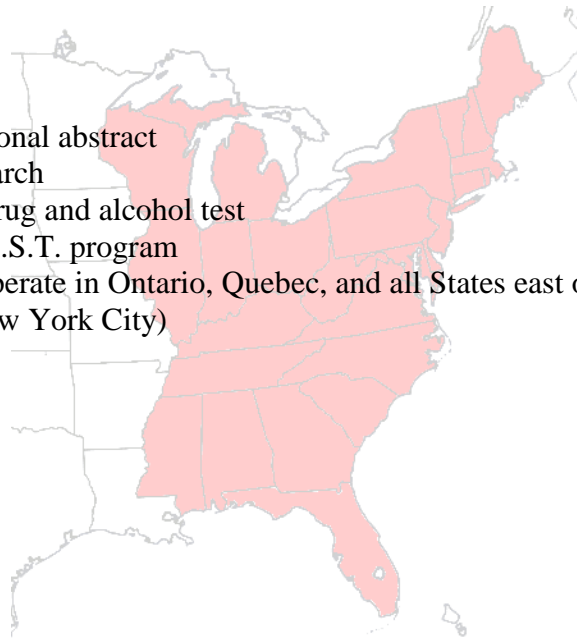 onal abstract
arch
rug and alcohol test
.S.T. program
perate in Ontario, Quebec, and all States east o
w York City)